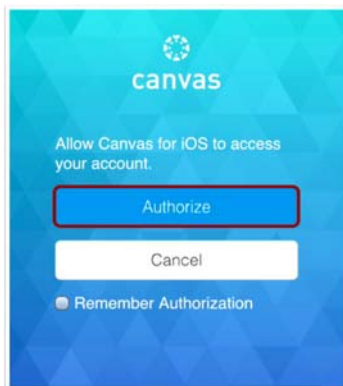 canvas
Allow Canvas for iOS to access
your account.
Authorize
Cancel
Remember Authorization